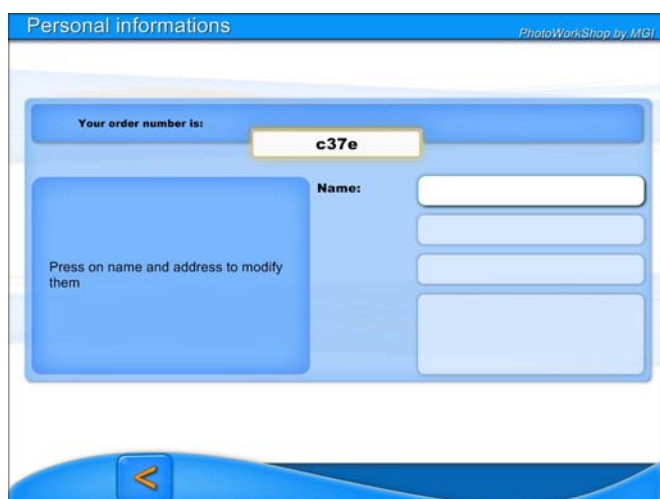 Personal informations
PhotoWorkShop by MGI
Your order number is:
c37e
Name:
Press on name and address to modify
them
<